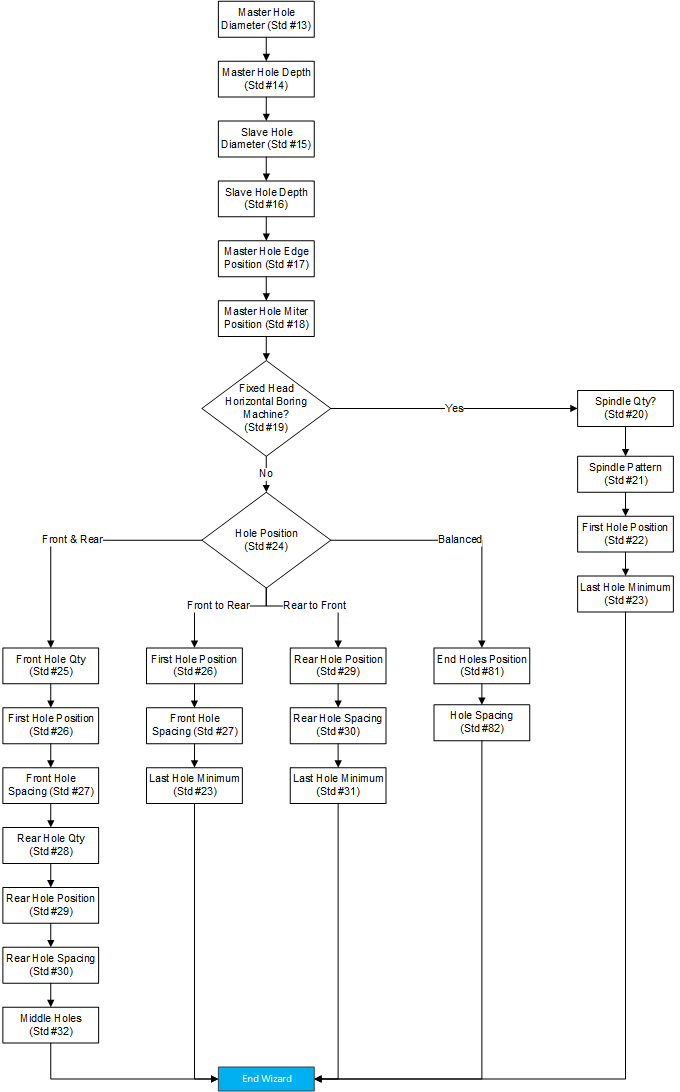 Master Hole
Diameter (Std #13)
Master Hole Depth
(Std #14)
Slave Hole
Diameter (Std #15)
Slave Hole Depth
(Std #16)
Master Hole Edge
Position (Std #17)
Master Hole Miter
Position (Std #18)
Fixed Head
Horizontal Boring
Machine?
(Std #19)
Yes
Spindle Qty?
(Std #20)
Spindle Pattern
(Std #21)
First Hole Position
(Std #22)
Last Hole Minimum
(Std #23)
No
Hole Position
(Std #24)
Front & Rear
Balanced
Front to Rear
Rear to Front
Front Hole Qty
(Std #25)
First Hole Position
(Std #26)
Front Hole
Spacing (Std #27)
Rear Hole Qty
(Std #28)
Rear Hole Position
(Std #29)
Rear Hole Spacing
(Std #30)
Middle Holes
(Std #32)
First Hole Position
(Std #26)
Front Hole
Spacing (Std #27)
Last Hole Minimum
(Std #23)
Rear Hole Position
(Std #29)
Rear Hole Spacing
(Std #30)
Last Hole Minimum
(Std #31)
End Holes Position
(Std #81)
Hole Spacing
(Std #82)
End Wizard